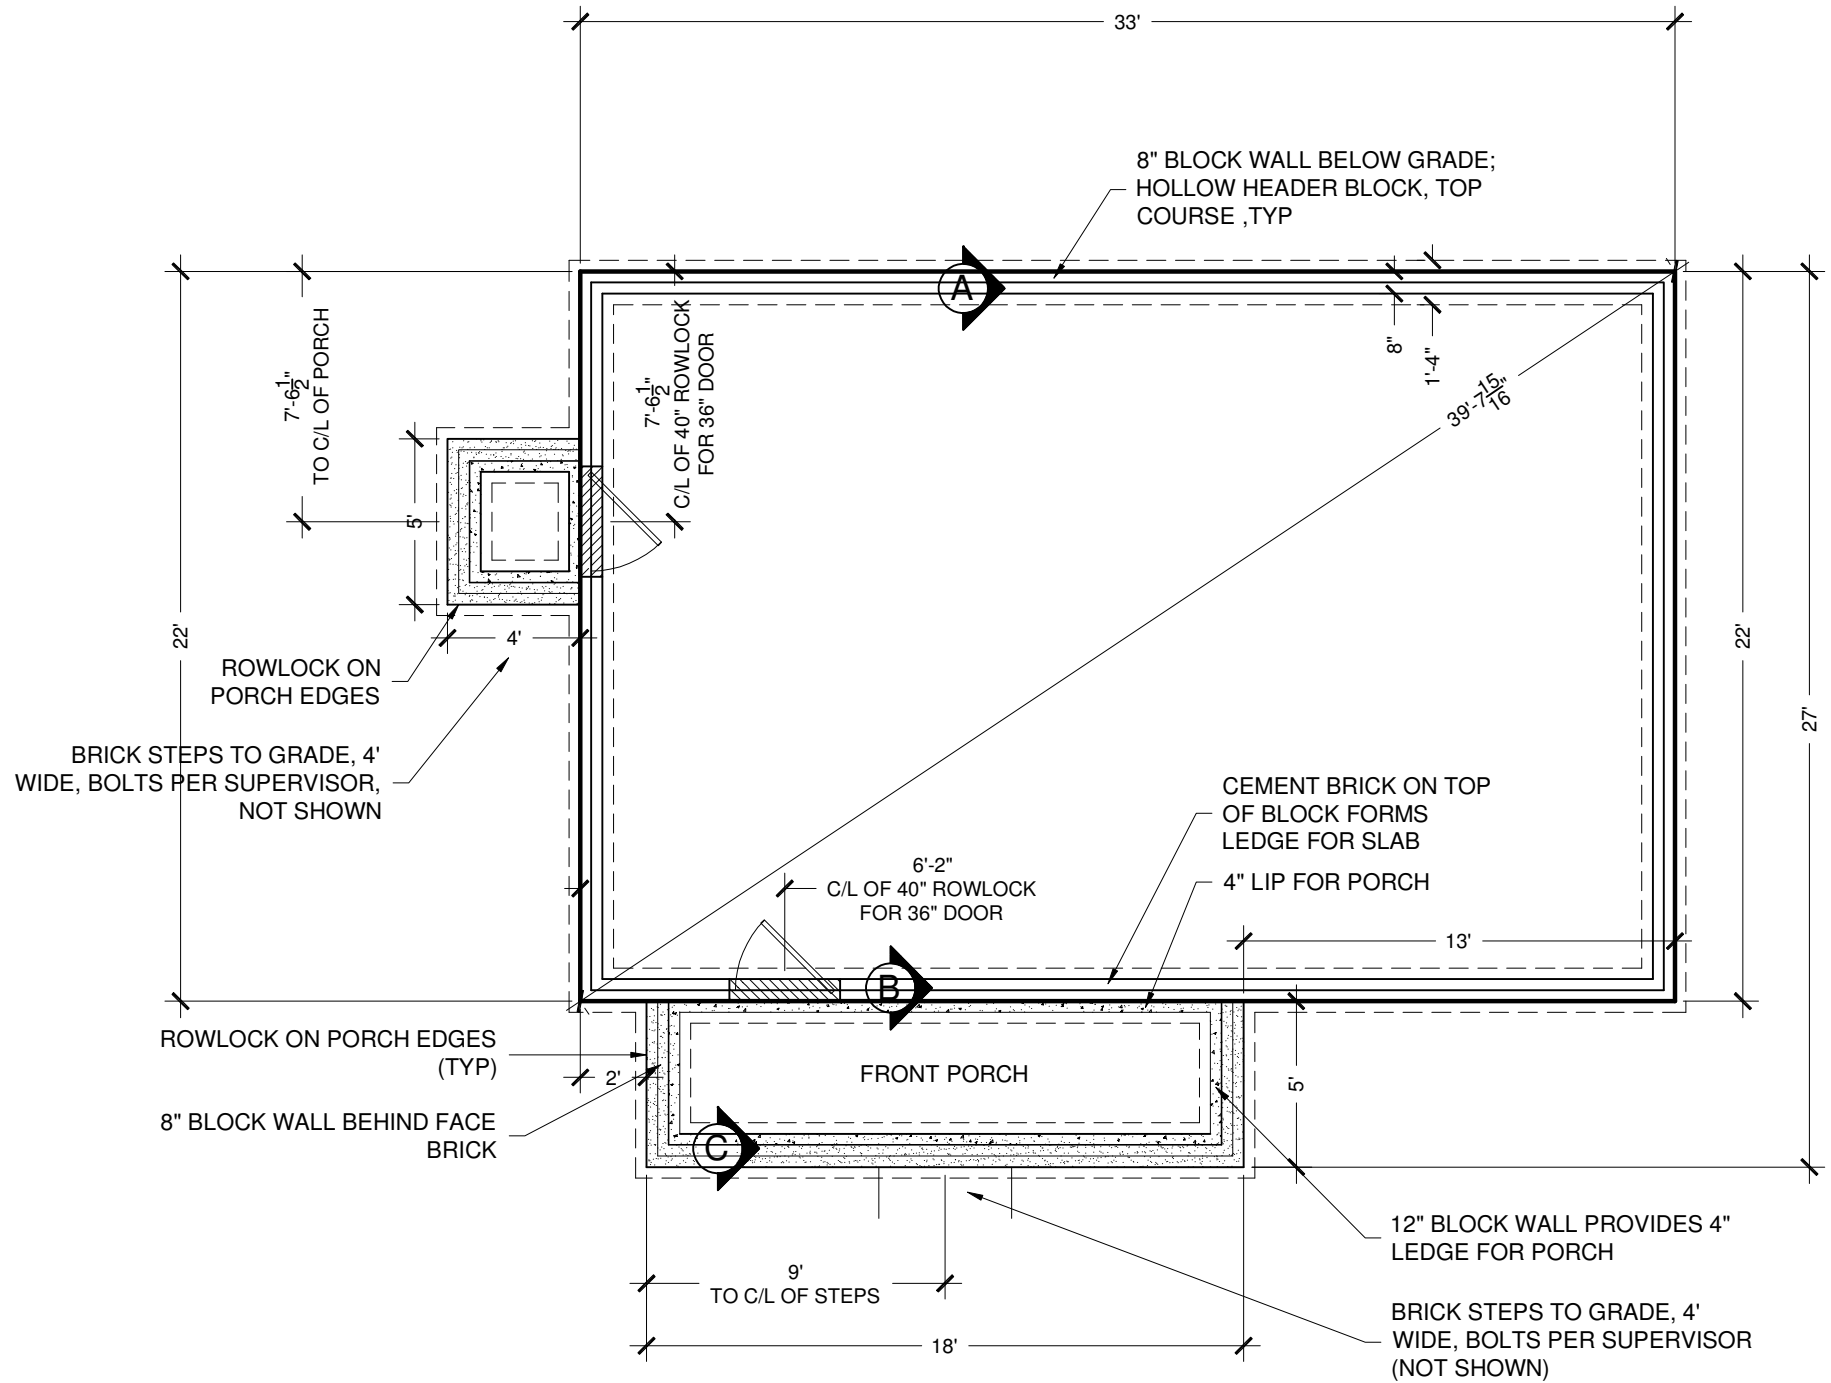 33'
8" BLOCK WALL BELOW GRADE;
HOLLOW HEADER BLOCK, TOP
COURSE ,TYP
A
7'-6 1/2"
TO C/L OF PORCH
7'-6 1/2"
C/L OF 40" ROWLOCK
FOR 36" DOOR
8"
1'-4"
39'-7 15/16"
5'
4'
22'
22'
27'
ROWLOCK ON
PORCH EDGES
BRICK STEPS TO GRADE, 4'
WIDE, BOLTS PER SUPERVISOR,
NOT SHOWN
CEMENT BRICK ON TOP
OF BLOCK FORMS
LEDGE FOR SLAB
4" LIP FOR PORCH
6'-2"
C/L OF 40" ROWLOCK
FOR 36" DOOR
13'
B
ROWLOCK ON PORCH EDGES
(TYP)
2'
FRONT PORCH
5'
8" BLOCK WALL BEHIND FACE
BRICK
C
12" BLOCK WALL PROVIDES 4"
LEDGE FOR PORCH
9'
TO C/L OF STEPS
BRICK STEPS TO GRADE, 4'
WIDE, BOLTS PER SUPERVISOR
(NOT SHOWN)
18'